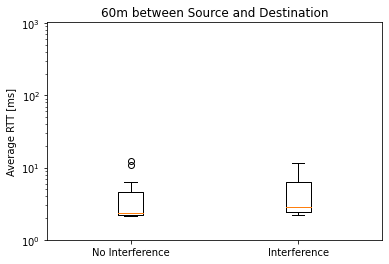 60m between Source and Destination
Average RTT [ms]
10³
10²
10¹
10⁰
No Interference
Interference